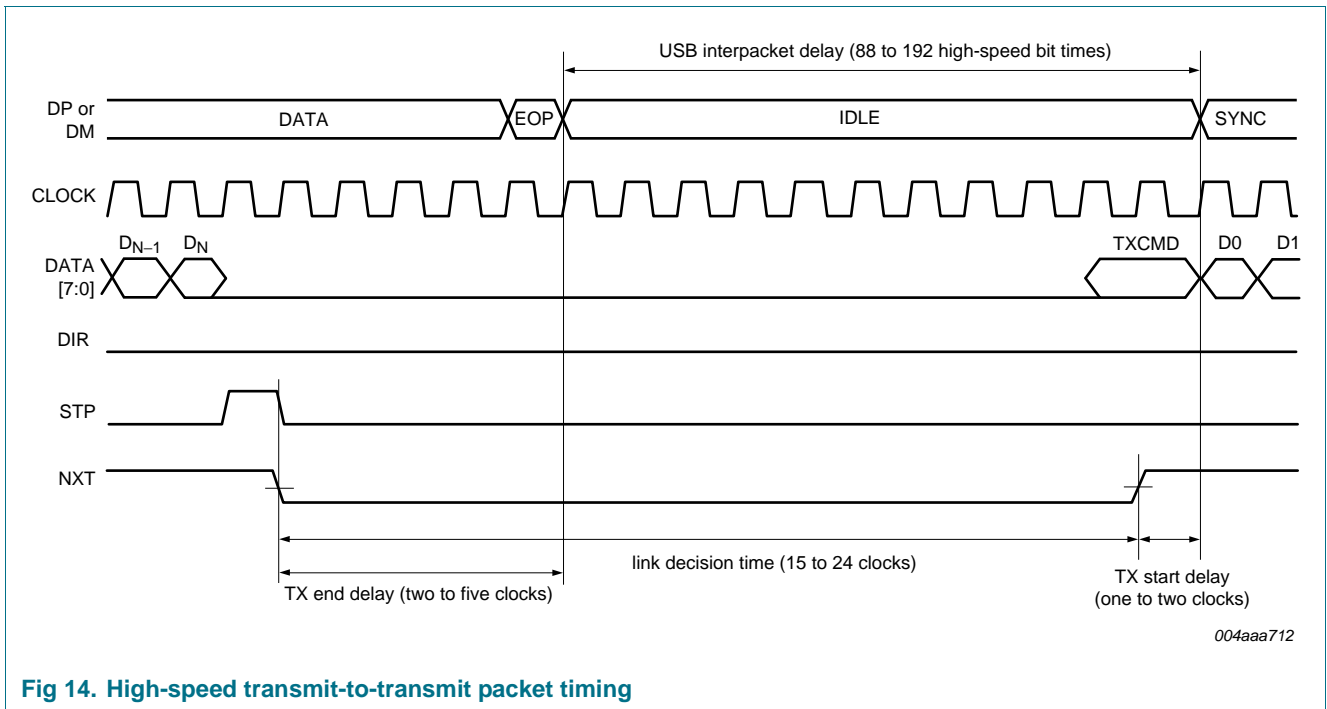 USB interpacket delay (88 to 192 high-speed bit times)
DP or
DM
DATA
EOP
IDLE
SYNC
CLOCK
DN−1
DN
TXCMD
D0
D1
DATA
[7:0]
DIR
STP
NXT
link decision time (15 to 24 clocks)
TX end delay (two to five clocks)
TX start delay
(one to two clocks)
004aaa712
Fig 14. High-speed transmit-to-transmit packet timing